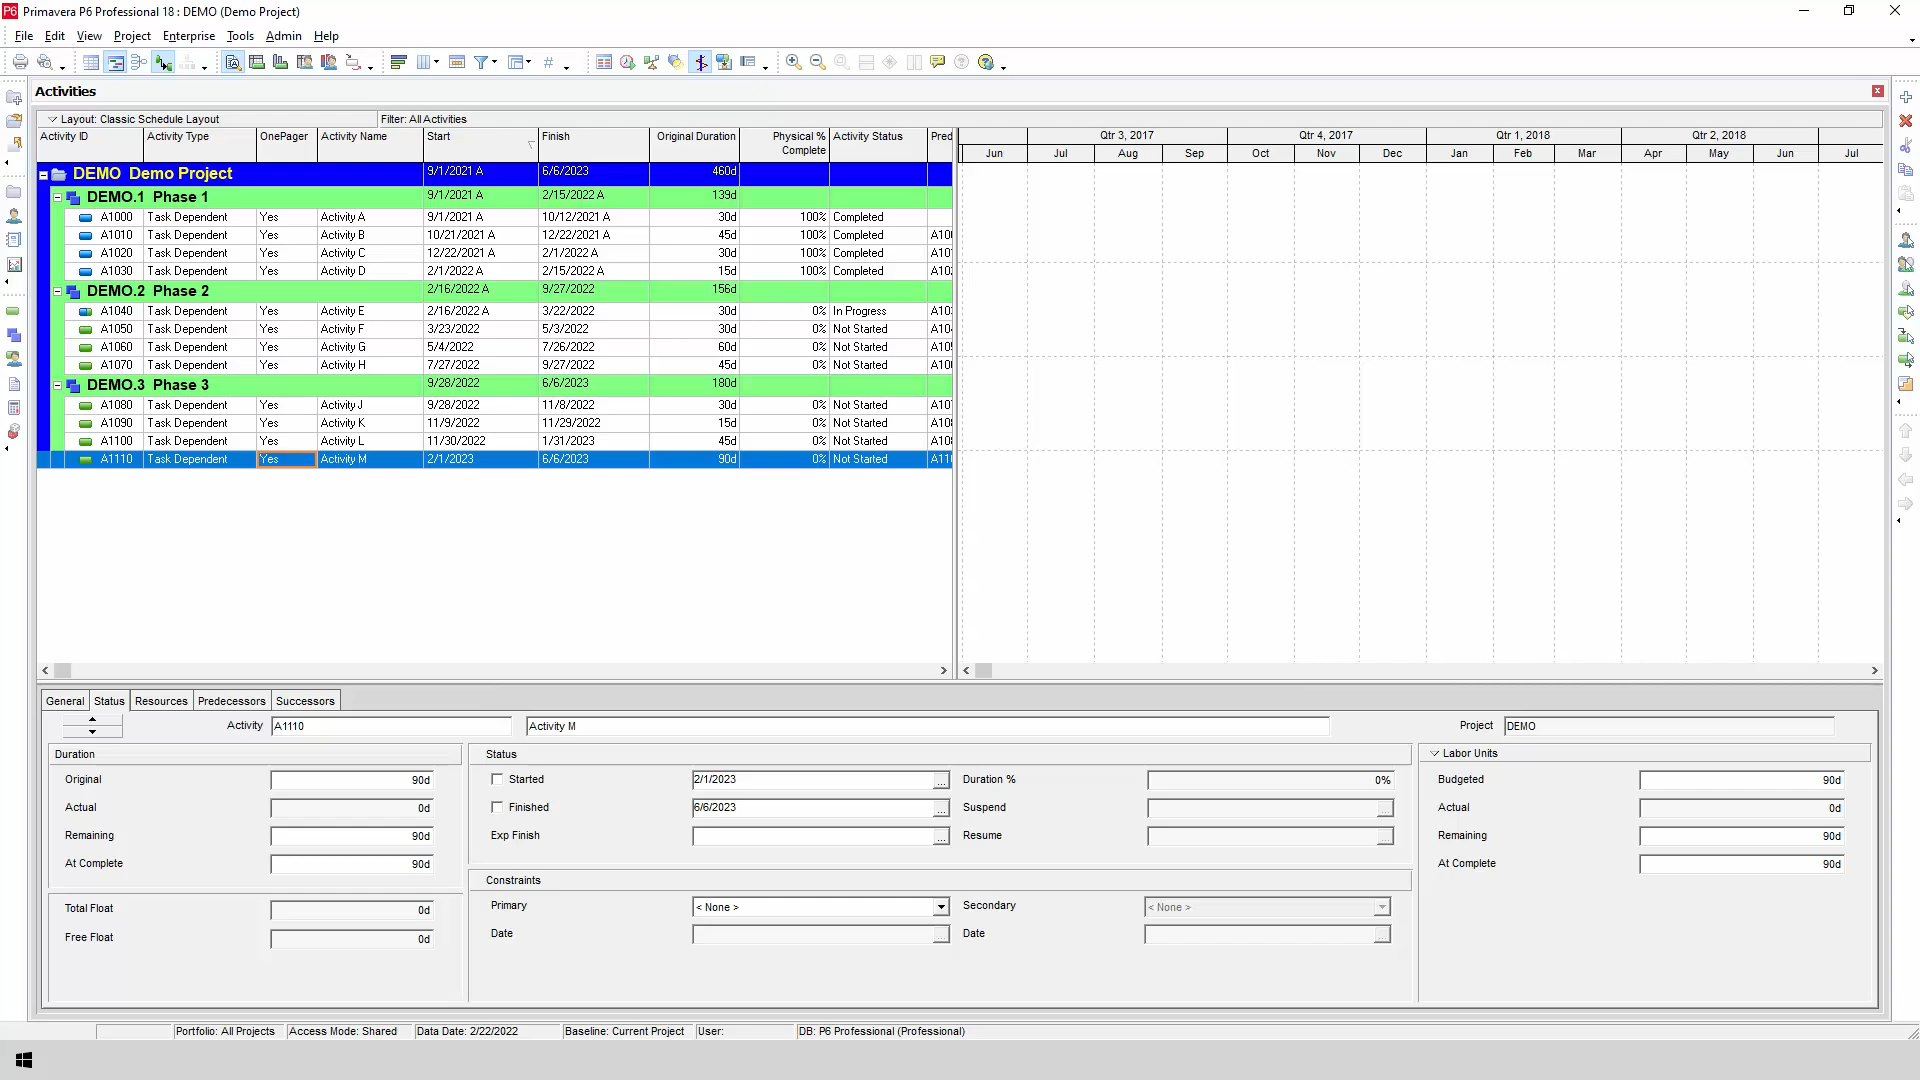 Primavera P6 Professional 18 : DEMO (Demo Project)
File Edit View Project Enterprise Tools Admin Help
Activities
Layout: Classic Schedule Layout Filter: All Activities
Activity ID Activity Type OnePager Activity Name Start Finish Original Duration Physical % Complete Activity Status Pred
Qtr 3, 2017 Qtr 4, 2017 Qtr 1, 2018 Qtr 2, 2018
Jun Jul Aug Sep Oct Nov Dec Jan Feb Mar Apr May Jun Jul
DEMO Demo Project 9/1/2021 A 6/6/2023 460d
DEMO.1 Phase 1 9/1/2021 A 2/15/2022 A 139d
A1000 Task Dependent Yes Activity A 9/1/2021 A 10/12/2021 A 30d 100% Completed
A1010 Task Dependent Yes Activity B 10/21/2021 A 12/22/2021 A 45d 100% Completed A10
A1020 Task Dependent Yes Activity C 12/22/2021 A 2/1/2022 A 30d 100% Completed A10
A1030 Task Dependent Yes Activity D 2/1/2022 A 2/15/2022 A 15d 100% Completed A10
DEMO.2 Phase 2 2/16/2022 A 9/27/2022 156d
A1040 Task Dependent Yes Activity E 2/16/2022 A 3/22/2022 30d 0% In Progress A10
A1050 Task Dependent Yes Activity F 3/23/2022 5/3/2022 30d 0% Not Started A10
A1060 Task Dependent Yes Activity G 5/4/2022 7/26/2022 60d 0% Not Started A10
A1070 Task Dependent Yes Activity H 7/27/2022 9/27/2022 45d 0% Not Started A10
DEMO.3 Phase 3 9/28/2022 6/6/2023 180d
A1080 Task Dependent Yes Activity J 9/28/2022 11/8/2022 30d 0% Not Started A10
A1090 Task Dependent Yes Activity K 11/9/2022 11/29/2022 15d 0% Not Started A10
A1100 Task Dependent Yes Activity L 11/30/2022 1/31/2023 45d 0% Not Started A10
A1110 Task Dependent Yes Activity M 2/1/2023 6/6/2023 90d 0% Not Started A11
General Status Resources Predecessors Successors
Activity A1110 Activity M Project DEMO
Duration Status Labor Units
Original 90d Started 2/1/2023 Duration % 0% Budgeted 90d
Actual 0d Finished 6/6/2023 Suspend Actual 0d
Remaining 90d Exp Finish Resume Remaining 90d
At Complete 90d At Complete 90d
Constraints
Total Float 0d Primary < None > Secondary < None >
Free Float 0d Date Date
Portfolio: All Projects Access Mode: Shared Data Date: 2/22/2022 Baseline: Current Project User: DB: P6 Professional (Professional)